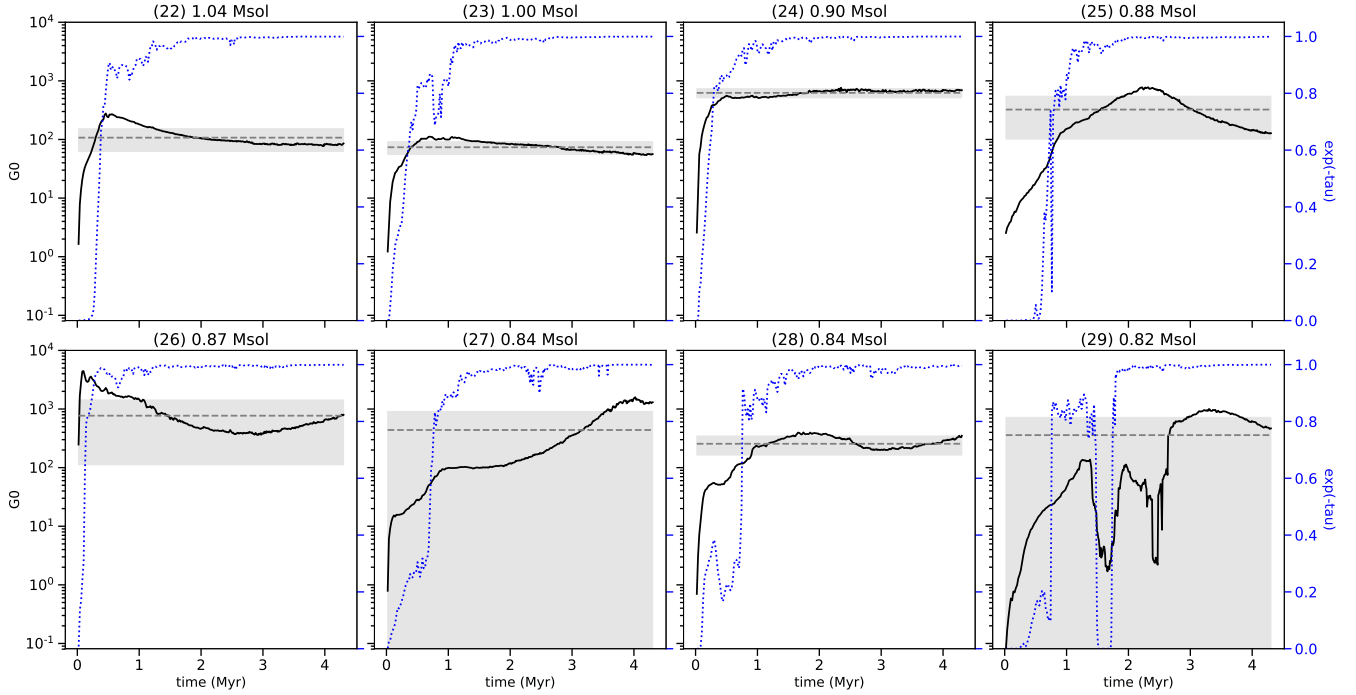 (22) 1.04 Msol
(23) 1.00 Msol
(24) 0.90 Msol
(25) 0.88 Msol
10^4
10^3
10^2
10^1
10^0
10^-1
G0
1.0
0.8
0.6
0.4
0.2
0.0
exp(-tau)
(26) 0.87 Msol
(27) 0.84 Msol
(28) 0.84 Msol
(29) 0.82 Msol
10^4
10^3
10^2
10^1
10^0
10^-1
G0
1.0
0.8
0.6
0.4
0.2
0.0
exp(-tau)
0 1 2 3 4
0 1 2 3 4
0 1 2 3 4
0 1 2 3 4
time (Myr)
time (Myr)
time (Myr)
time (Myr)